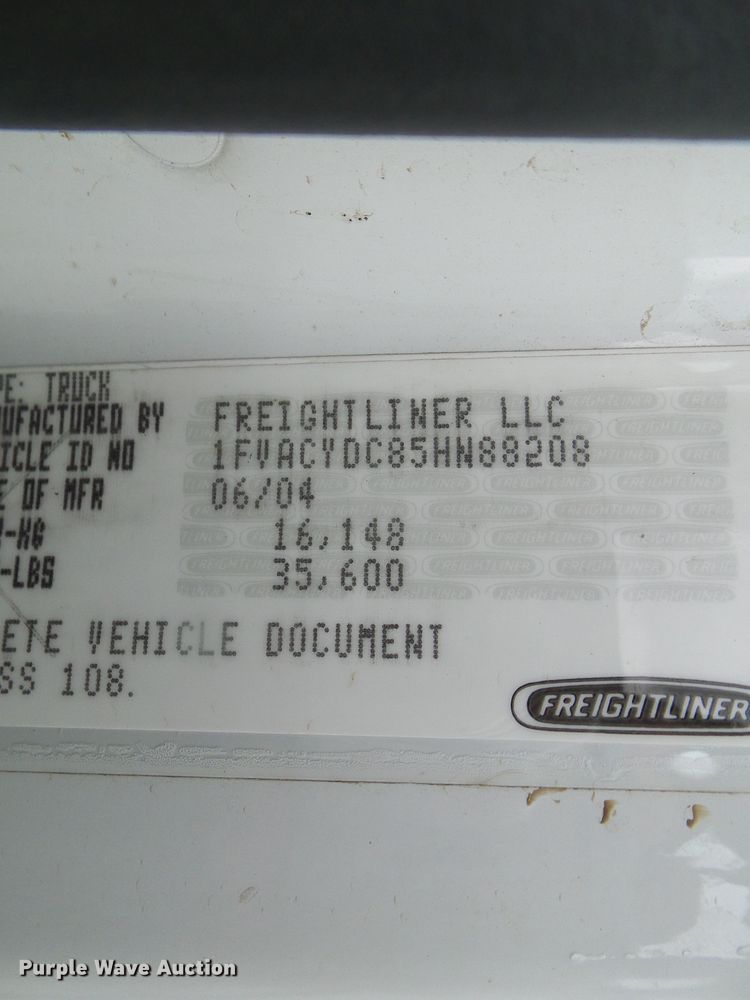 PE: TRUCK
UFACTURED BY FREIGHTLINER LLC
ICLE ID NO 1FVACYDC85HN88208
E OF MFR 06/04
-KG 16,148
-LBS 35,600
ETE VEHICLE DOCUMENT
SS 108.
FREIGHTLINER
Purple Wave Auction